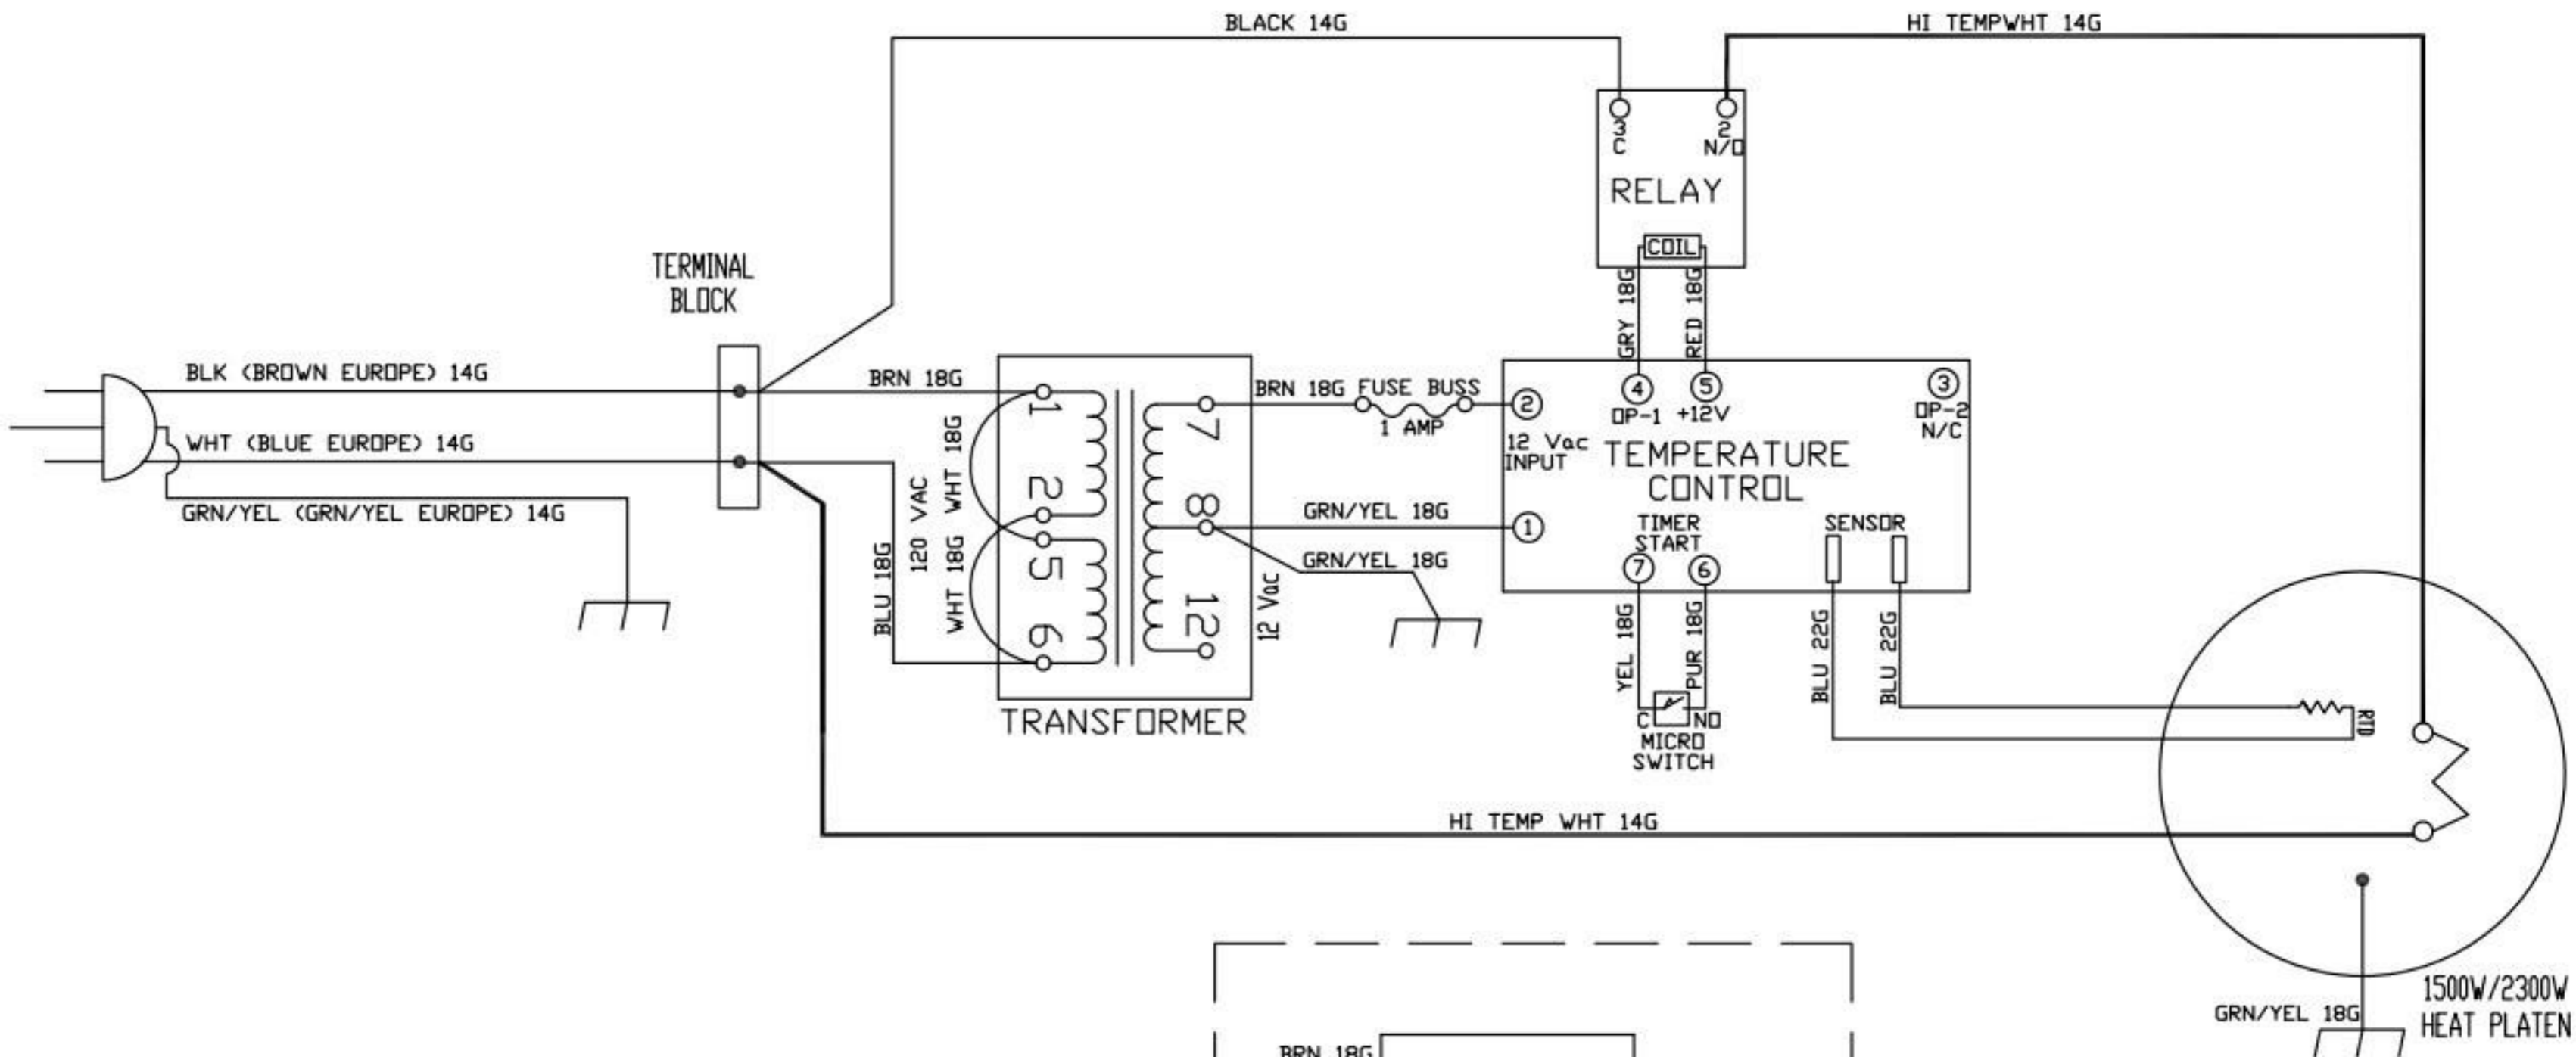 BLACK 14G
HI TEMPWHT 14G
3
C
2
N/O
RELAY
COIL
GRY 18G
RED 18G
TERMINAL
BLOCK
BLK (BROWN EUROPE) 14G
WHT (BLUE EUROPE) 14G
GRN/YEL (GRN/YEL EUROPE) 14G
BRN 18G
BLU 18G
120 VAC
WHT 18G
WHT 18G
1
2
5
6
7
8
12
12 Vac
TRANSFORMER
BRN 18G FUSE BUSS
1 AMP
GRN/YEL 18G
GRN/YEL 18G
2
12 Vac
INPUT
1
4
OP-1
5
+12V
3
OP-2
N/C
TEMPERATURE
CONTROL
TIMER
START
7
6
SENSOR
YEL 18G
PUR 18G
C
NO
MICRO
SWITCH
BLU 22G
BLU 22G
RTD
HI TEMP WHT 14G
1500W/2300W
HEAT PLATEN
GRN/YEL 18G
BRN 18G